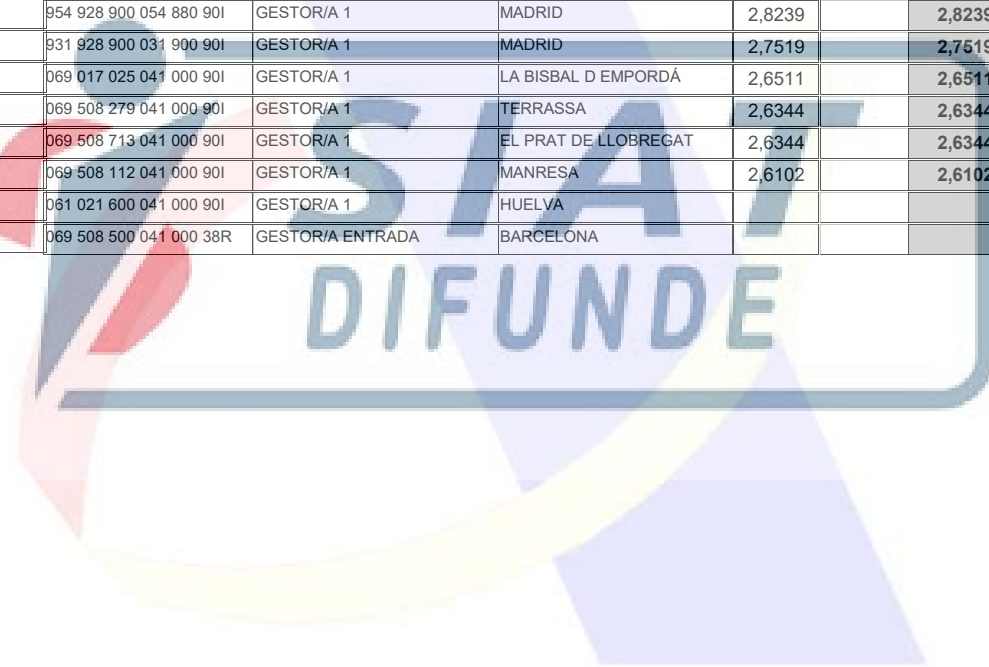 954 928 900 054 880 90I GESTOR/A 1 MADRID 2,8239 2,8239
931 928 900 031 900 90I GESTOR/A 1 MADRID 2,7519 2,7519
069 017 025 041 000 90I GESTOR/A 1 LA BISBAL D EMPORDÁ 2,6511 2,6511
069 508 279 041 000 90I GESTOR/A 1 TERRASSA 2,6344 2,6344
069 508 713 041 000 90I GESTOR/A 1 EL PRAT DE LLOBREGAT 2,6344 2,6344
069 508 112 041 000 90I GESTOR/A 1 MANRESA 2,6102 2,6102
061 021 600 041 000 90I GESTOR/A 1 HUELVA
069 508 500 041 000 38R GESTOR/A ENTRADA BARCELONA
SIAT
DIFUNDE